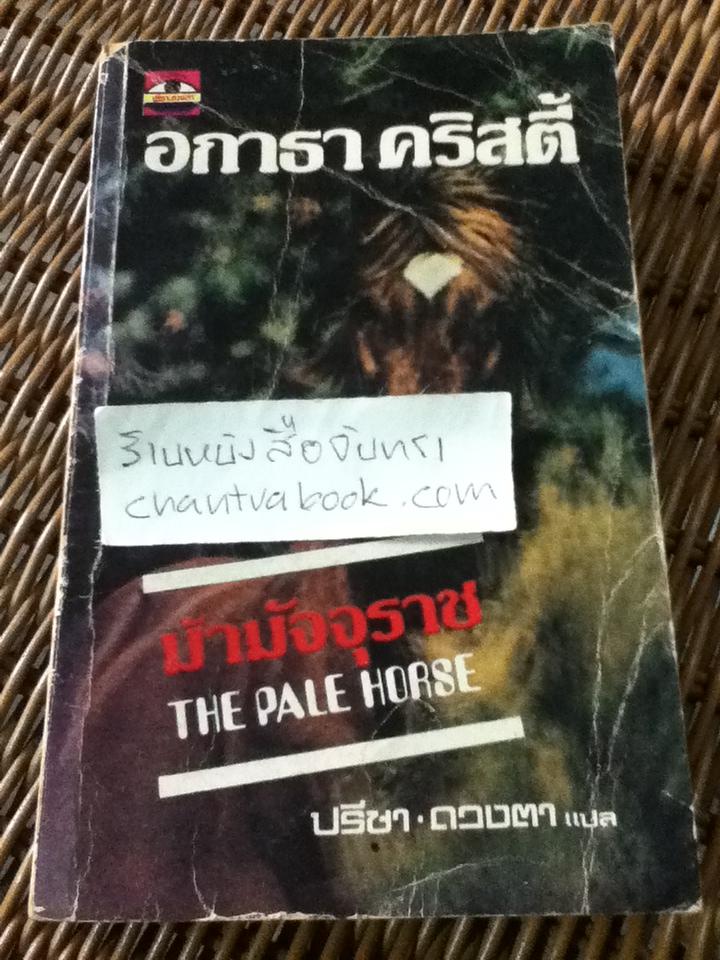 อกาธา คริสตี้
ร้านหนังสือจันทรา
chantrabook.com
ม้ามัจจุราช
THE PALE HORSE
ปรีชา · ดวงตา แปล